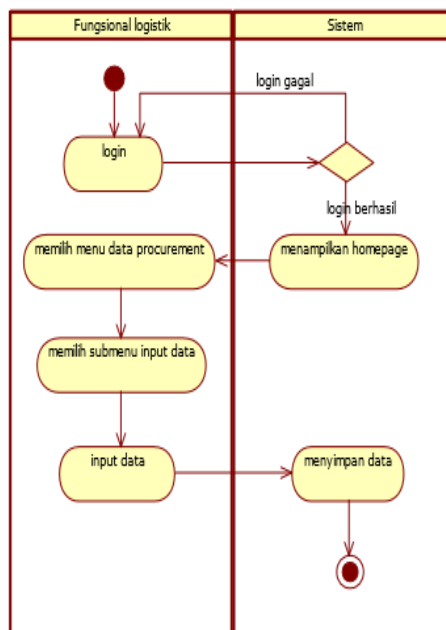 Fungsional logistik
Sistem
login gagal
login
login berhasil
memilih menu data procurement
menampilkan homepage
memilih submenu input data
input data
menyimpan data